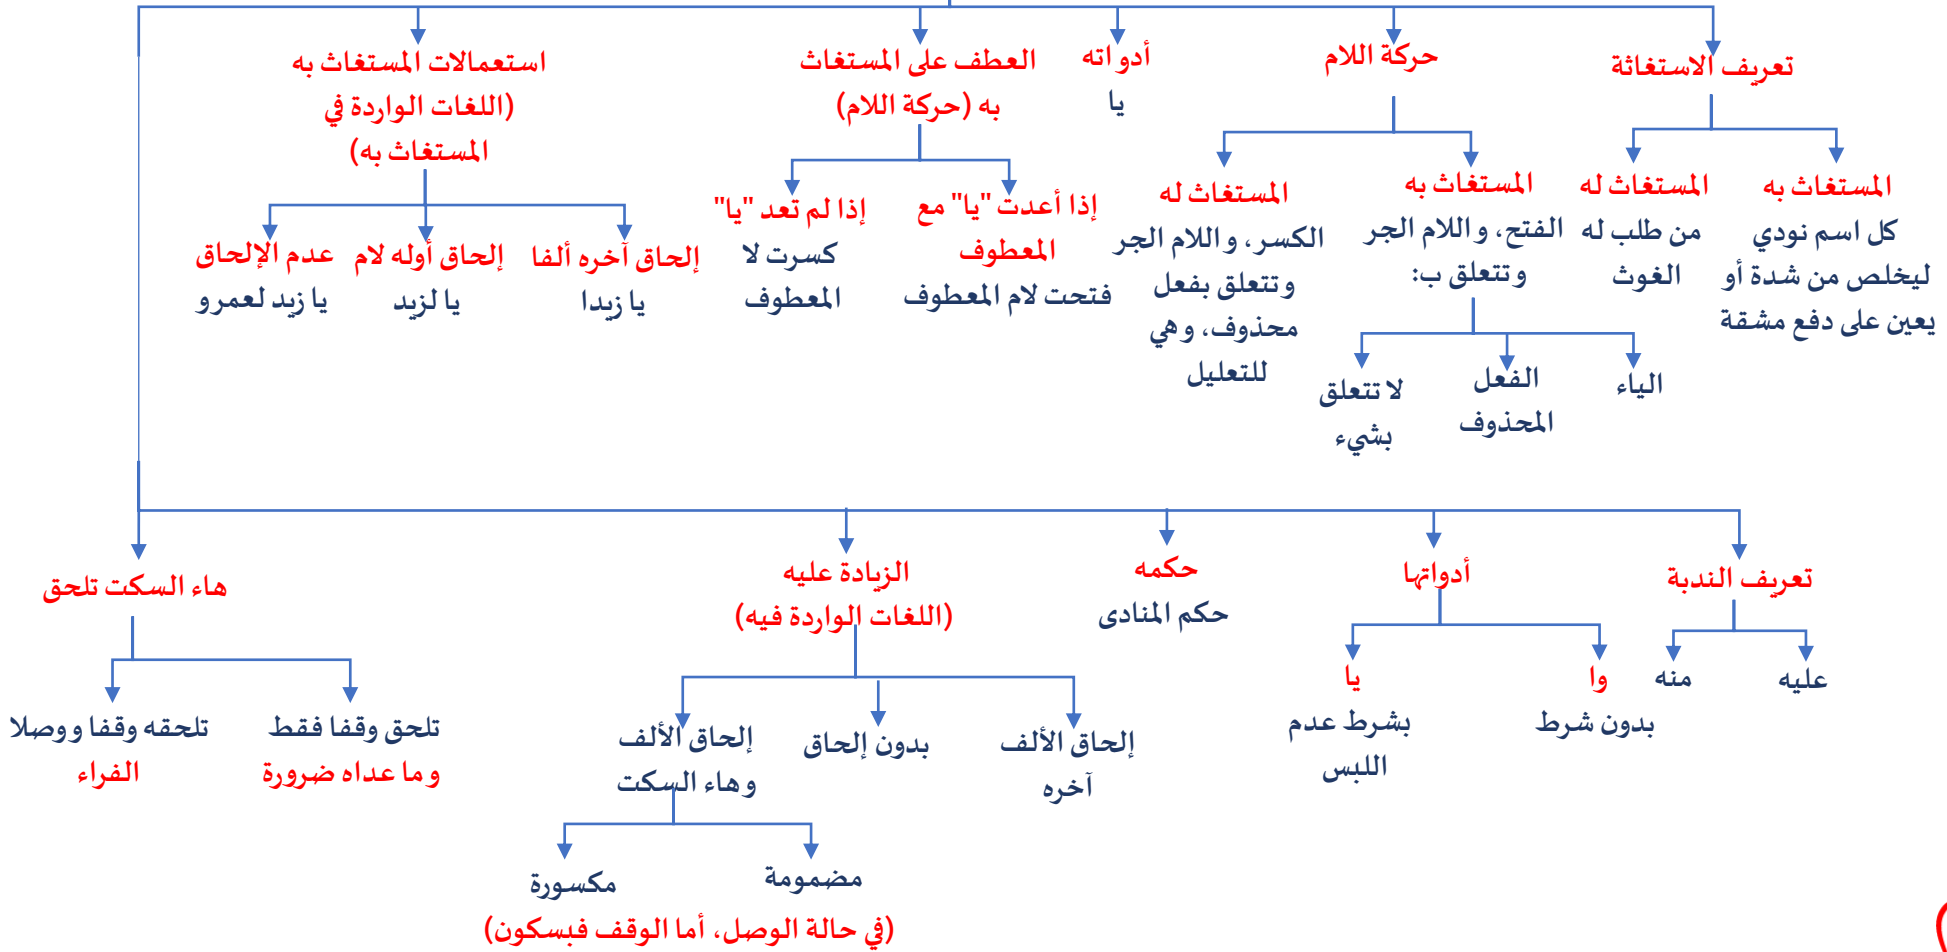 تعريف الاستغاثة
المستغاث به
كل اسم نودي
ليخلص من شدة أو
يعين على دفع مشقة
المستغاث له
من طلب له
الغوث
حركة اللام
المستغاث به
الفتح، واللام الجر
وتتعلق ب:
الياء
الفعل
المحذوف
لا تتعلق
بشيء
المستغاث له
الكسر، واللام الجر
وتتعلق بفعل
محذوف، وهي
للتعليل
أدواته
يا
العطف على المستغاث
به (حركة اللام)
إذا أعدت "يا" مع
المعطوف
فتحت لام المعطوف
إذا لم تعد "يا"
كسرت لا
المعطوف
استعمالات المستغاث به
(اللغات الواردة في
المستغاث به)
إلحاق آخره ألفا
يا زيدا
إلحاق أوله لام
يا لزيد
عدم الإلحاق
يا زيد لعمرو
تعريف الندبة
عليه
منه
أدواتها
وا
بدون شرط
يا
بشرط عدم
اللبس
حكمه
حكم المنادى
الزيادة عليه
(اللغات الواردة فيه)
إلحاق الألف
آخره
بدون إلحاق
إلحاق الألف
وهاء السكت
مضمومة
مكسورة
(في حالة الوصل، أما الوقف فبسكون)
هاء السكت تلحق
تلحق وقفا فقط
وما عداه ضرورة
تلحقه وقفا ووصلا
الفراء